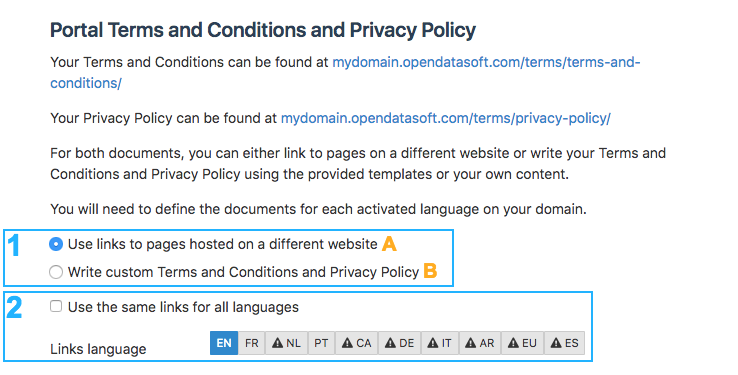 Portal Terms and Conditions and Privacy Policy
Your Terms and Conditions can be found at mydomain.opendatasoft.com/terms/terms-and-
conditions/
Your Privacy Policy can be found at mydomain.opendatasoft.com/terms/privacy-policy/
For both documents, you can either link to pages on a different website or write your Terms and
Conditions and Privacy Policy using the provided templates or your own content.
You will need to define the documents for each activated language on your domain.
1 Use links to pages hosted on a different website A
Write custom Terms and Conditions and Privacy Policy B
2 Use the same links for all languages
Links language EN FR NL PT CA DE IT AR EU ES